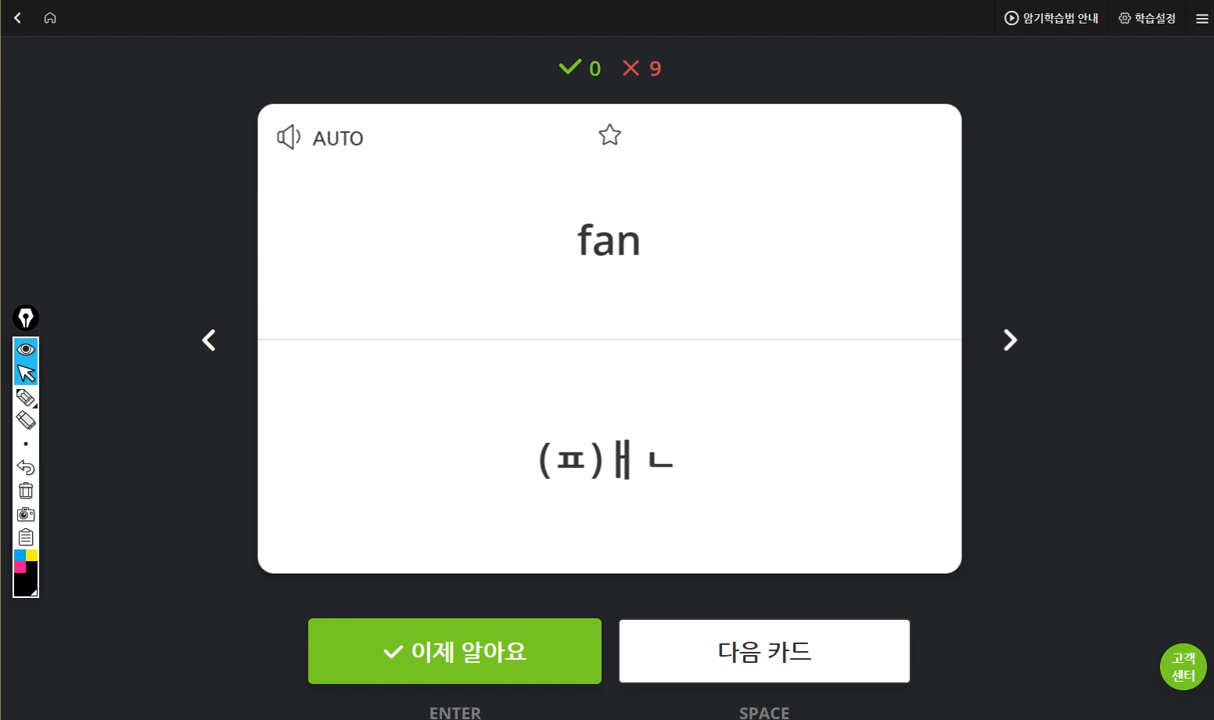 암기학습법 안내 학습설정
0 9
AUTO
fan
(ㅍ)ㅐㄴ
이제 알아요 다음 카드
ENTER SPACE
고객
센터